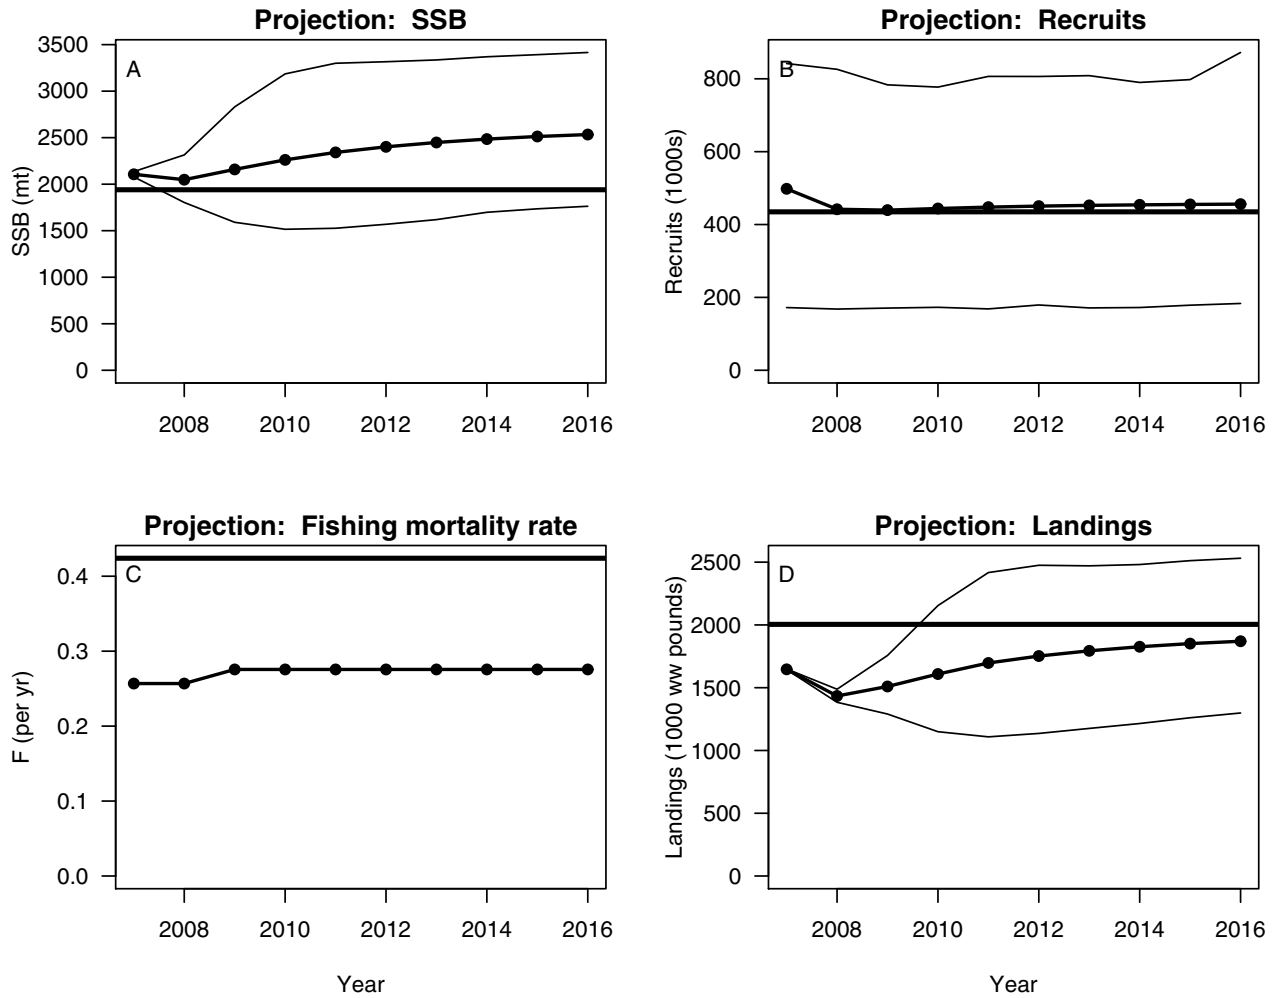 Projection:  SSB
A
SSB (mt)
3500
3000
2500
2000
1500
1000
500
0
2008 2010 2012 2014 2016
Projection:  Recruits
B
Recruits (1000s)
800
600
400
200
0
2008 2010 2012 2014 2016
Projection:  Fishing mortality rate
C
F (per yr)
0.4
0.3
0.2
0.1
0.0
2008 2010 2012 2014 2016
Year
Projection:  Landings
D
Landings (1000 ww pounds)
2500
2000
1500
1000
500
0
2008 2010 2012 2014 2016
Year